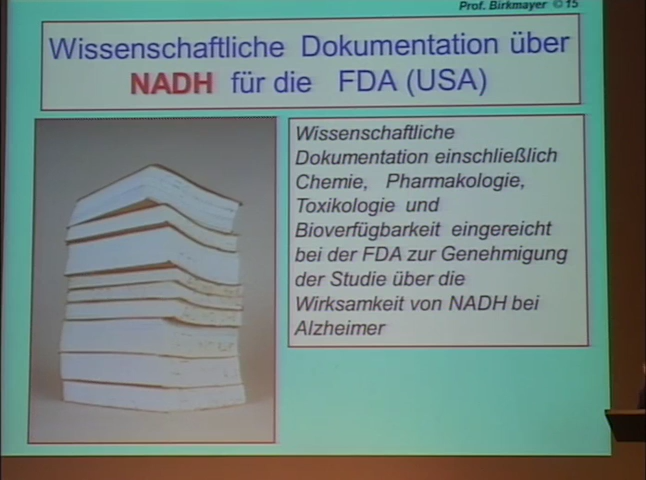 Prof. Birkmayer © 15
Wissenschaftliche Dokumentation über
NADH für die FDA (USA)
Wissenschaftliche
Dokumentation einschließlich
Chemie, Pharmakologie,
Toxikologie und
Bioverfügbarkeit eingereicht
bei der FDA zur Genehmigung
der Studie über die
Wirksamkeit von NADH bei
Alzheimer